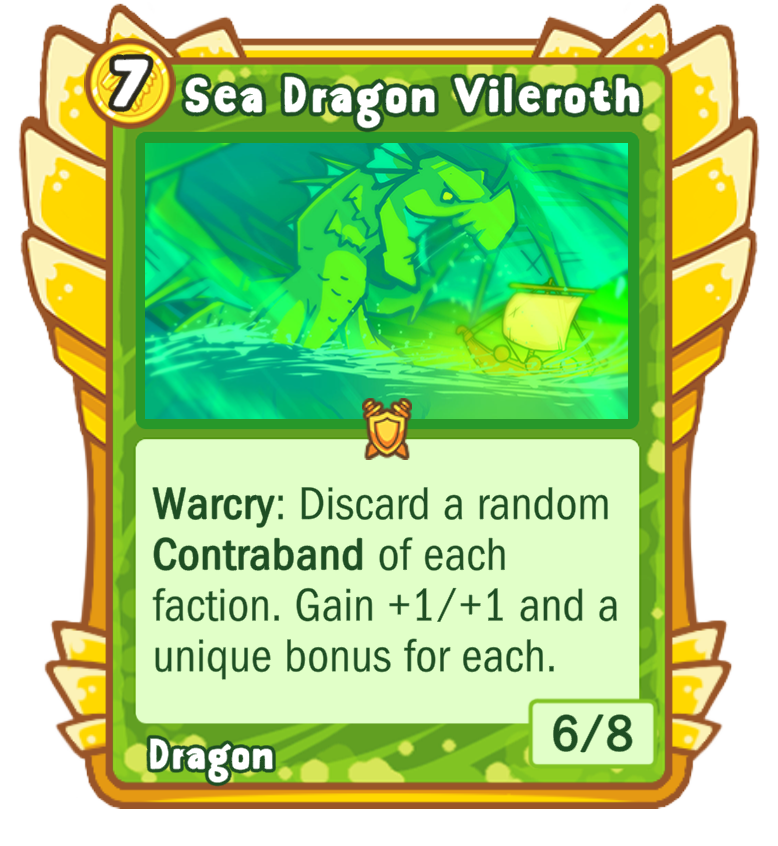 7
Sea Dragon Vileroth
Warcry: Discard a random
Contraband of each
faction. Gain +1/+1 and a
unique bonus for each.
6/8
Dragon